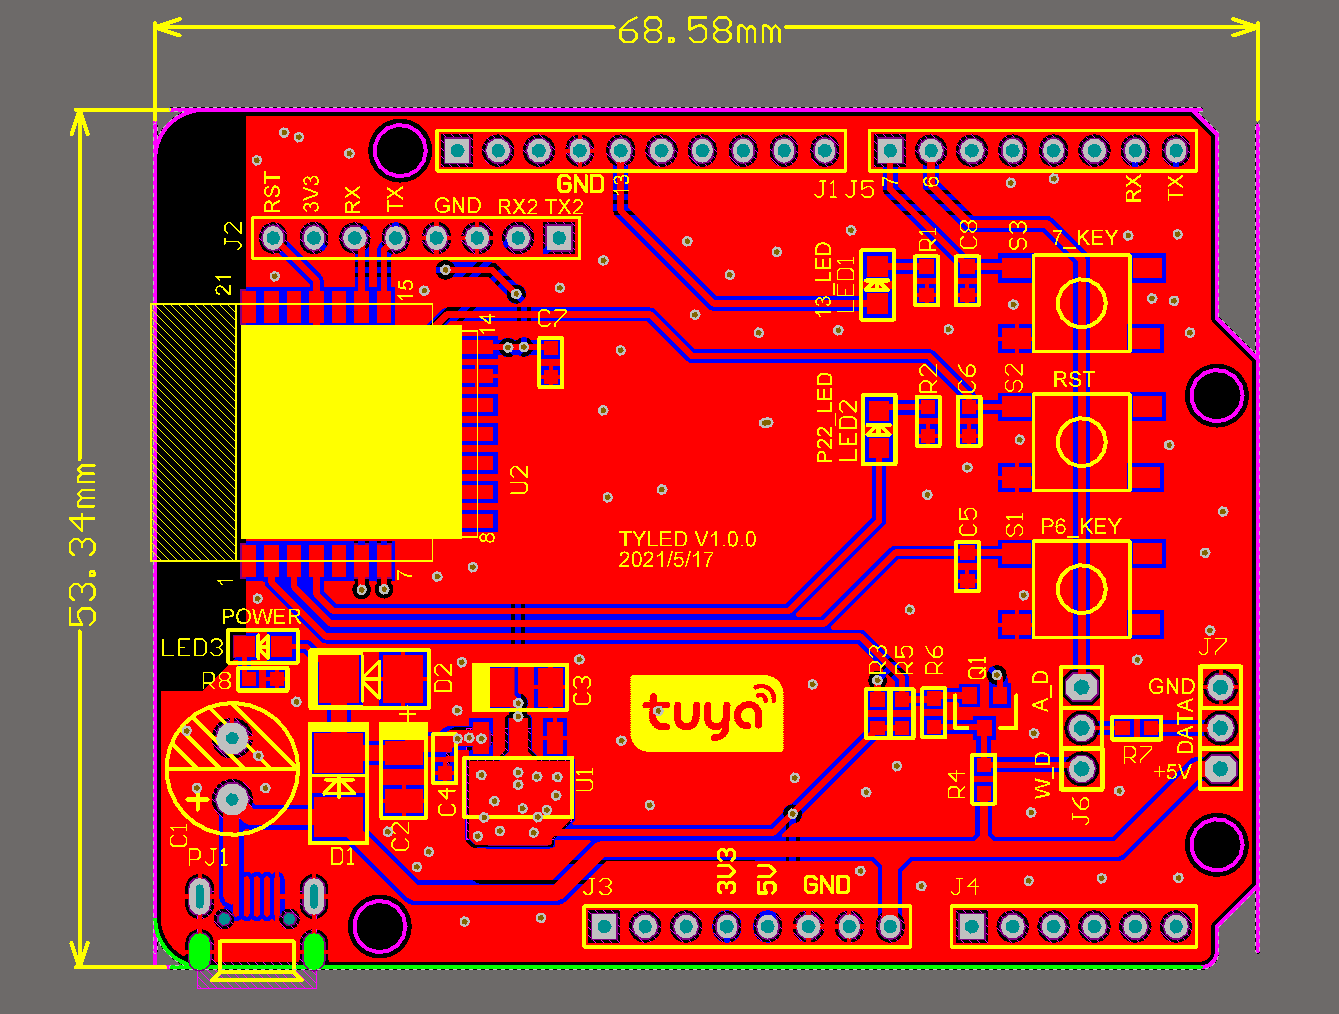 68.58mm
53.34mm
GND
13
J1
J5
7
6
RX
TX
RST
3V3
RX
TX
GND
RX2
TX2
J2
21
15
14
C7
13_LED
LED1
R1
C8
S3
7_KEY
P22_LED
LED2
R2
C6
S2
RST
U2
8
1
7
TYLED V1.0.0
2021/5/17
C5
S1
P6_KEY
POWER
LED3
R8
D2
C3
tuya
R3
R5
R6
Q1
A_D
J7
GND
DATA
+5V
R7
W_D
J6
R4
+
C1
PJ1
D1
+
C2
C4
U1
J3
3V3
5V
GND
J4